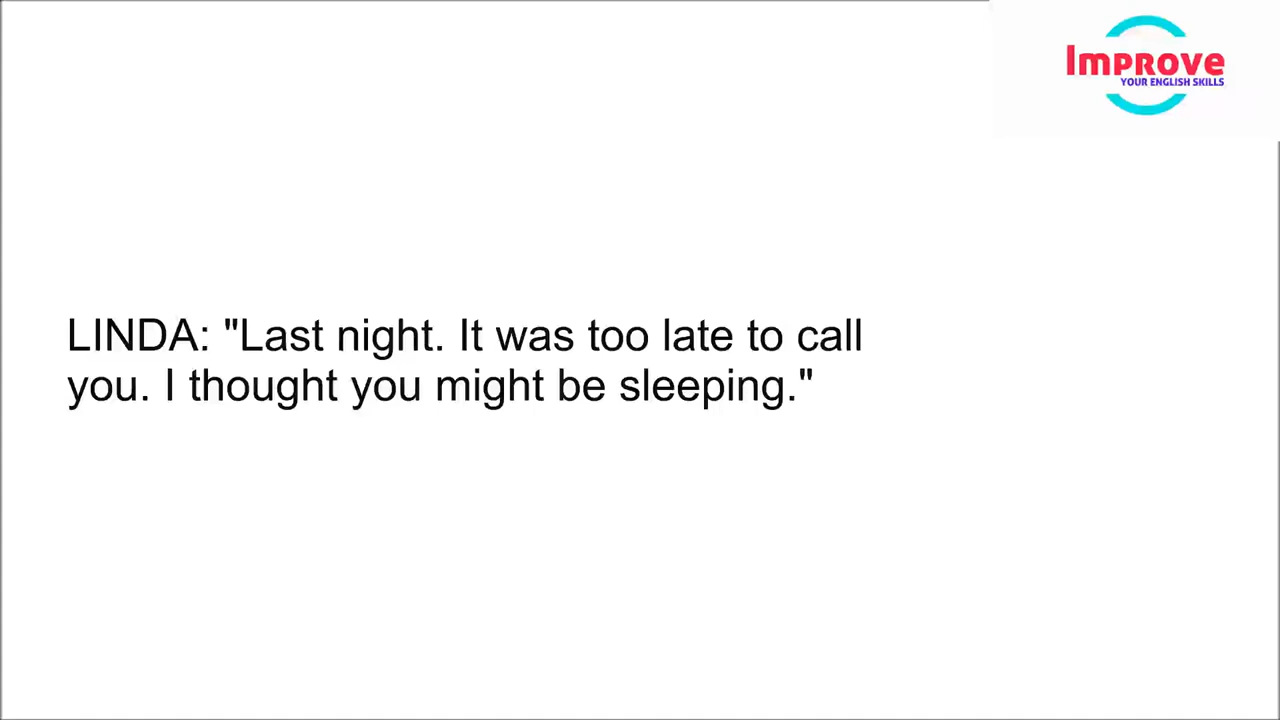 Improve
YOUR ENGLISH SKILLS
LINDA: "Last night. It was too late to call
you. I thought you might be sleeping."